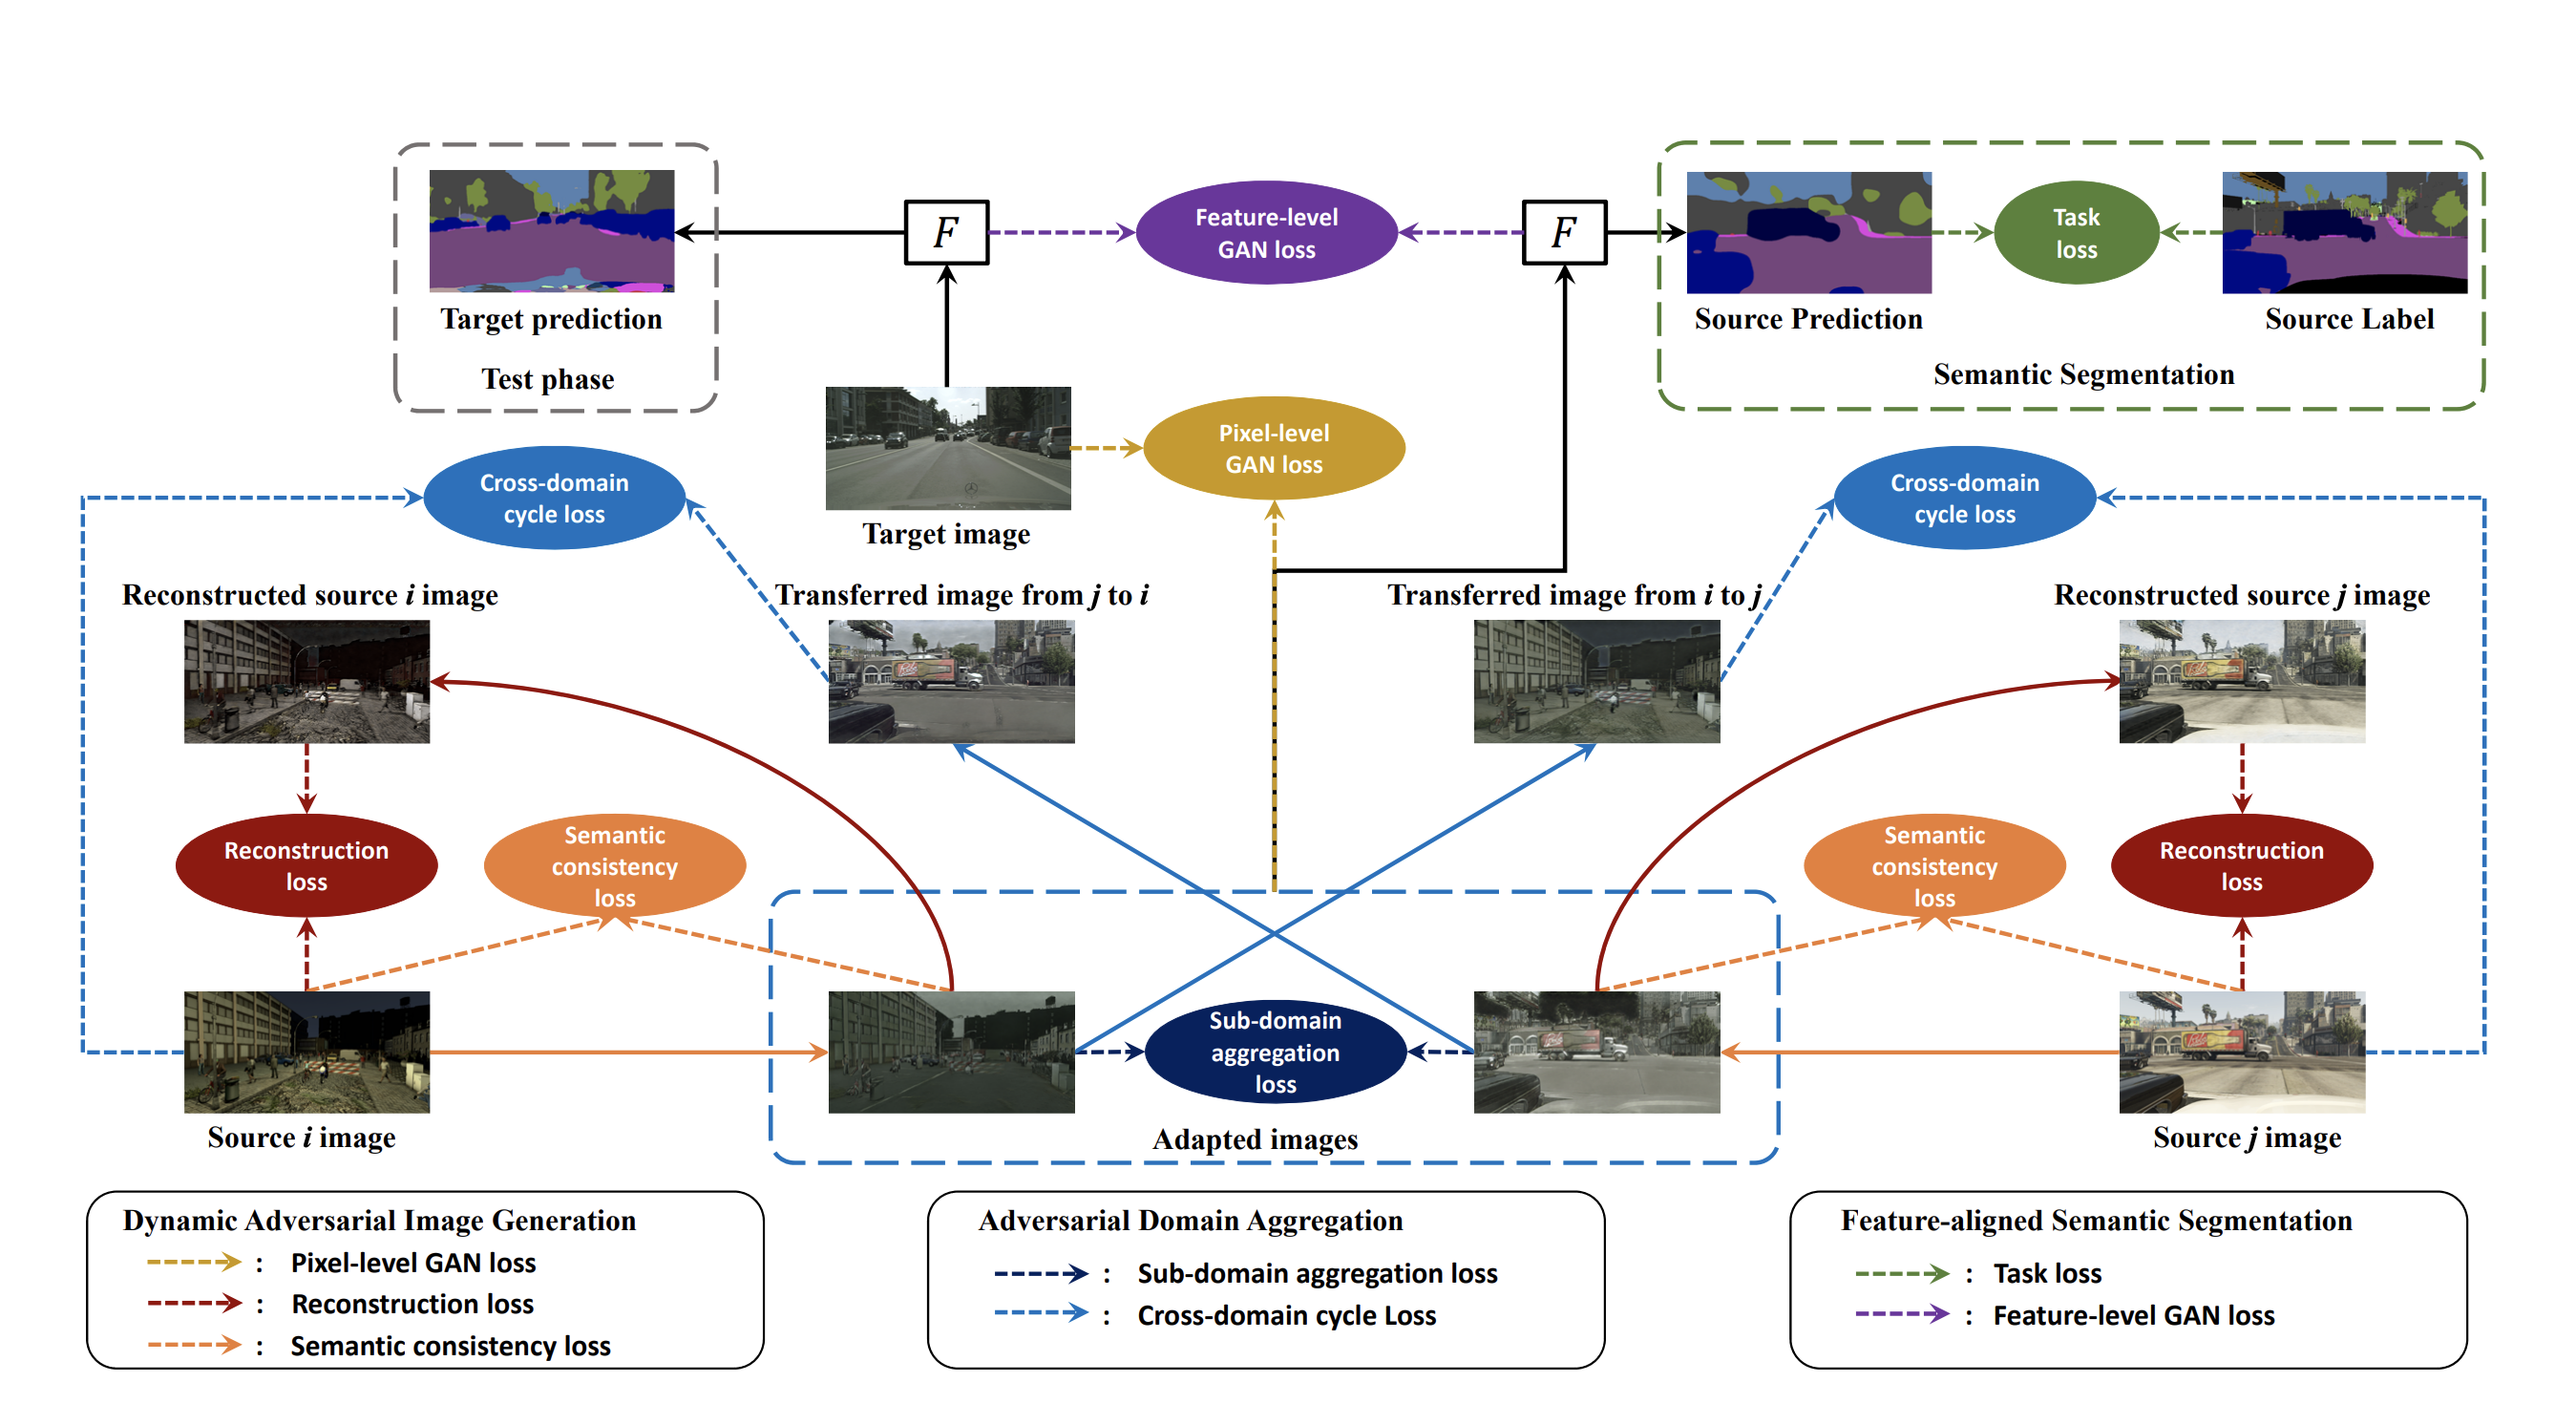 F
Feature-level
GAN loss
F
Task
loss
Target prediction
Source Prediction
Source Label
Test phase
Semantic Segmentation
Pixel-level
GAN loss
Cross-domain
cycle loss
Target image
Cross-domain
cycle loss
Reconstructed source i image
Transferred image from j to i
Transferred image from i to j
Reconstructed source j image
Reconstruction
loss
Semantic
consistency
loss
Semantic
consistency
loss
Reconstruction
loss
Sub-domain
aggregation
loss
Source i image
Adapted images
Source j image
Dynamic Adversarial Image Generation
: Pixel-level GAN loss
: Reconstruction loss
: Semantic consistency loss
Adversarial Domain Aggregation
: Sub-domain aggregation loss
: Cross-domain cycle Loss
Feature-aligned Semantic Segmentation
: Task loss
: Feature-level GAN loss